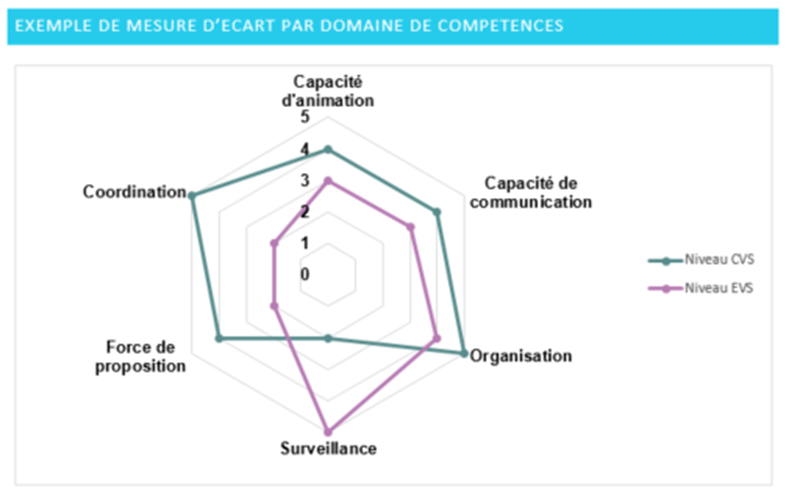 EXEMPLE DE MESURE D'ECART PAR DOMAINE DE COMPETENCES
Capacité
d'animation
5
4
3
2
1
0
Coordination
Capacité de
communication
Niveau CVS
Niveau EVS
Force de
proposition
Organisation
Surveillance